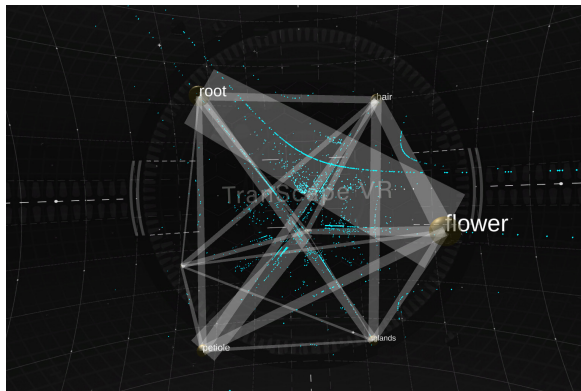 root
hair
TranScape VR
flower
petiole
glands